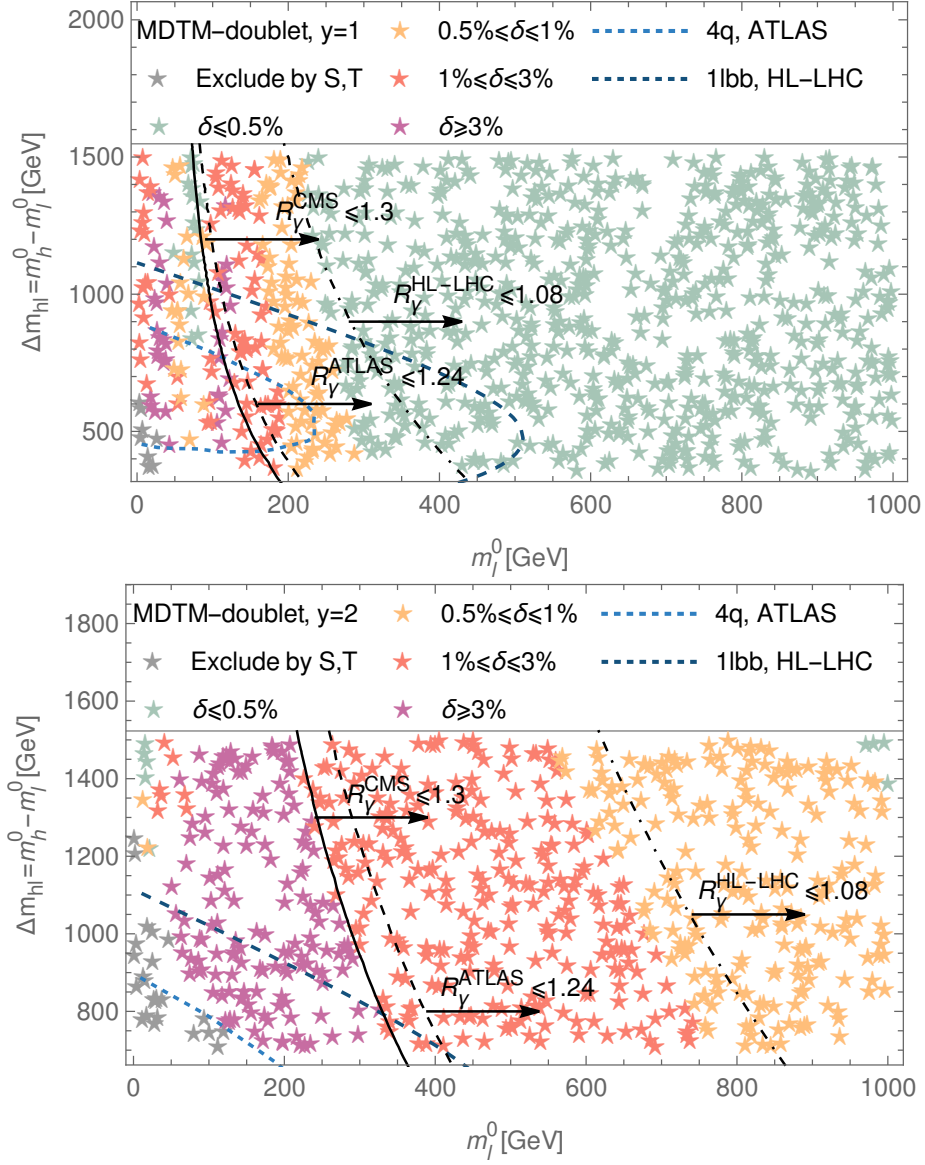 MDTM-doublet, y=1 0.5%⩽δ⩽1% 4q, ATLAS
Exclude by S,T 1%⩽δ⩽3% 1lbb, HL-LHC
δ⩽0.5% δ⩾3%
2000
1500
1000
500
Δm_hl = m_h^0 − m_l^0 [GeV]
R_γ^CMS ⩽1.3
R_γ^HL-LHC ⩽1.08
R_γ^ATLAS ⩽1.24
0 200 400 600 800 1000
m_l^0 [GeV]
MDTM-doublet, y=2 0.5%⩽δ⩽1% 4q, ATLAS
Exclude by S,T 1%⩽δ⩽3% 1lbb, HL-LHC
δ⩽0.5% δ⩾3%
1800
1600
1400
1200
1000
800
Δm_hl = m_h^0 − m_l^0 [GeV]
R_γ^CMS ⩽1.3
R_γ^HL-LHC ⩽1.08
R_γ^ATLAS ⩽1.24
0 200 400 600 800 1000
m_l^0 [GeV]